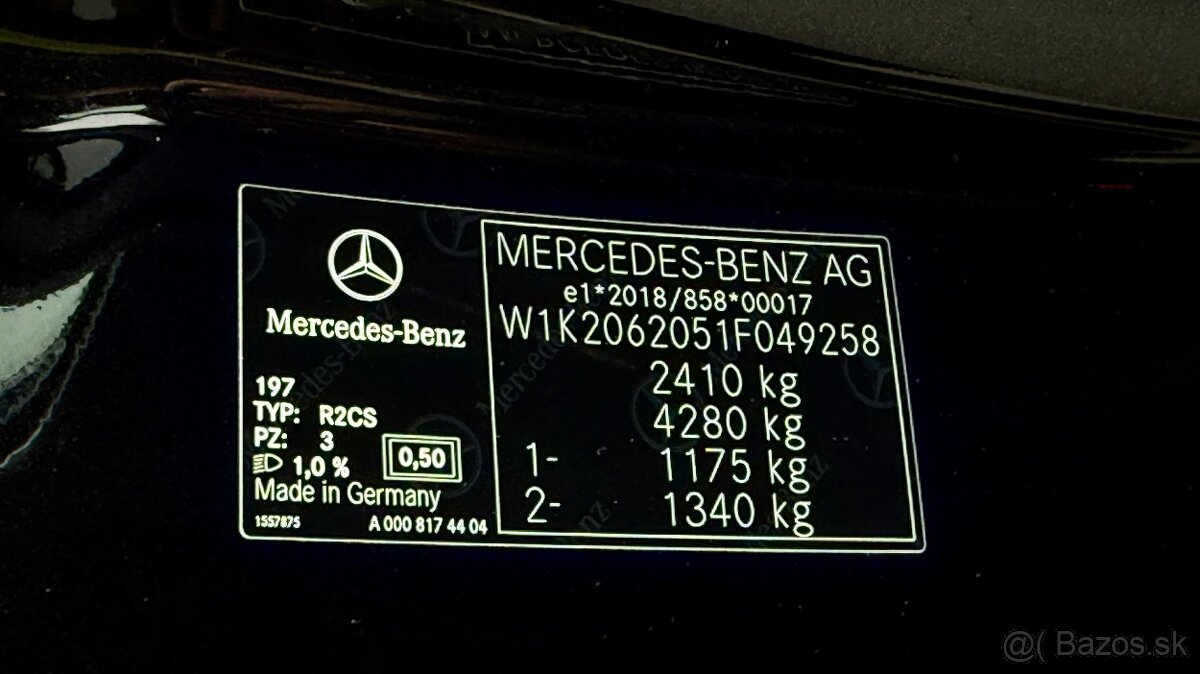 Mercedes-Benz
197
TYP: R2CS
PZ: 3
1,0 %
0,50
Made in Germany
1557875
A 000 817 44 04
MERCEDES-BENZ AG
e1*2018/858*00017
W1K2062051F049258
2410 kg
4280 kg
1- 1175 kg
2- 1340 kg
@( Bazos.sk